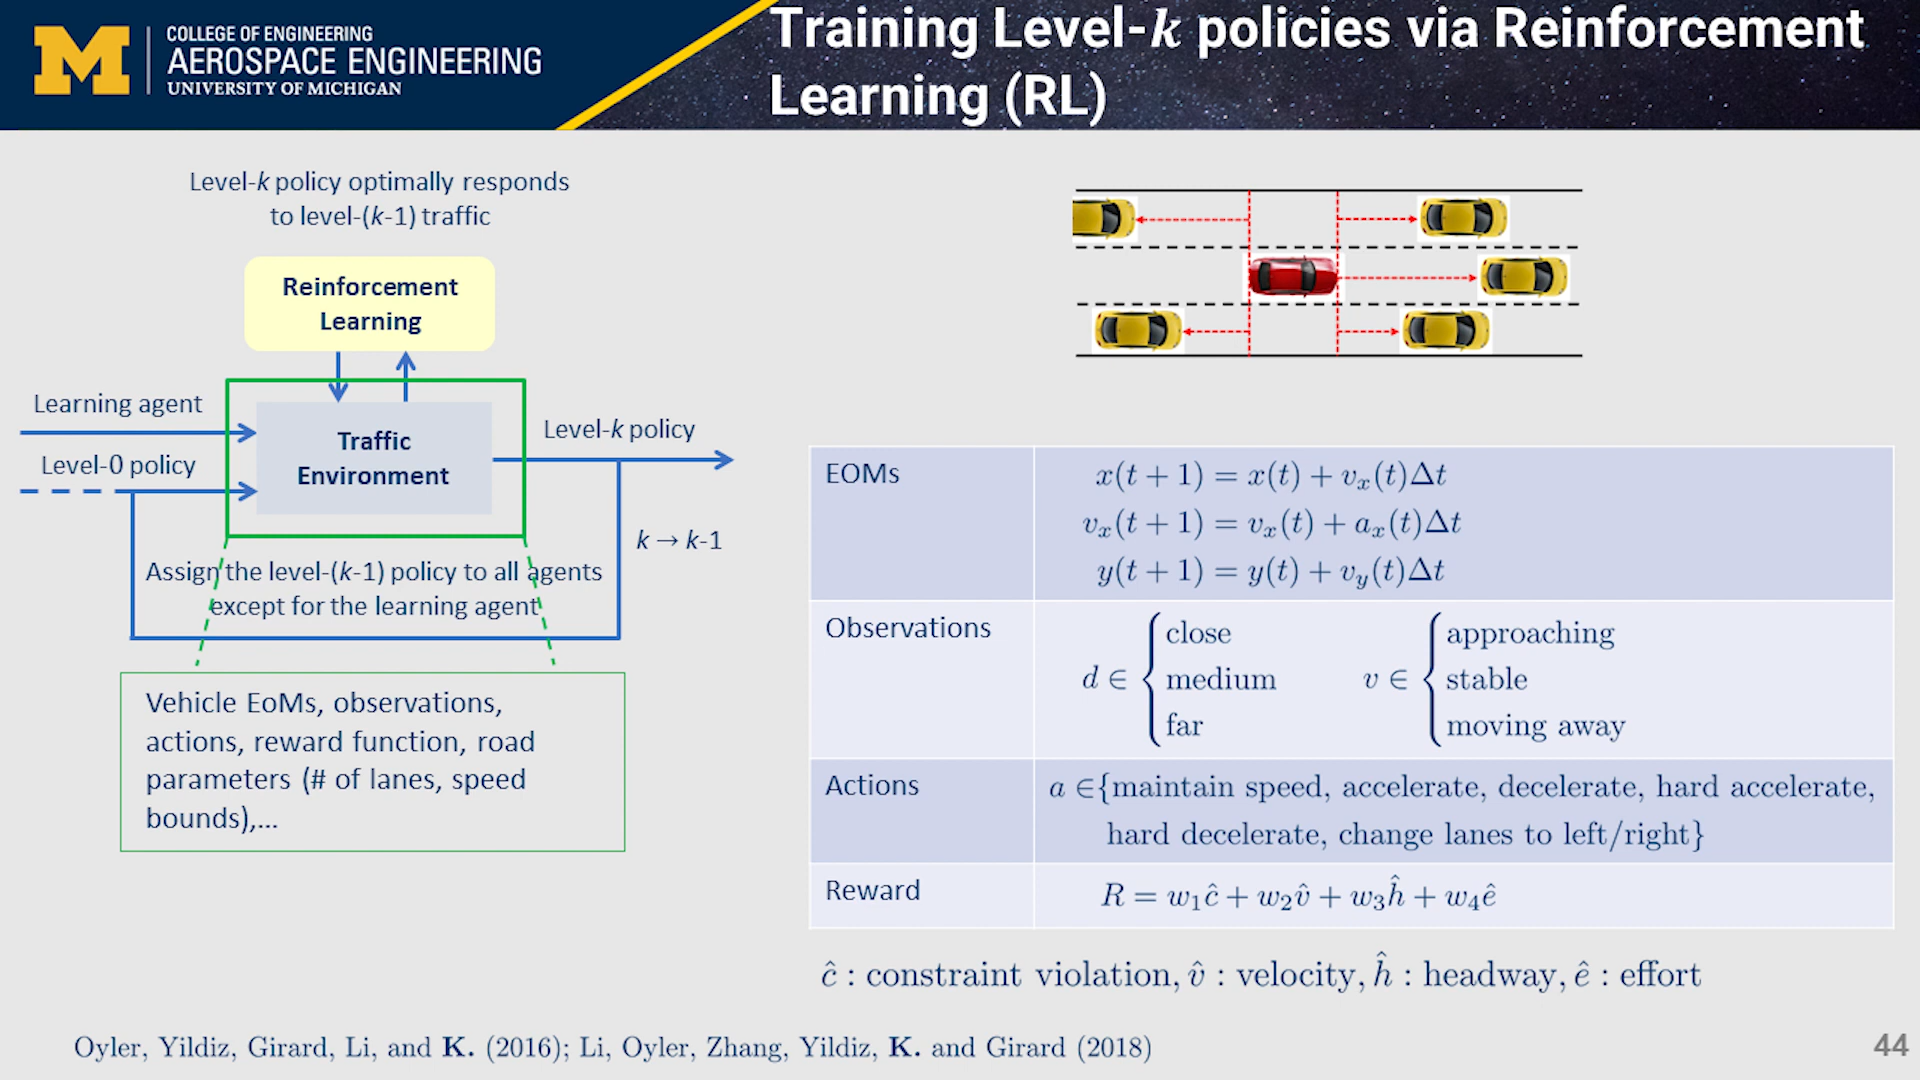 COLLEGE OF ENGINEERING
AEROSPACE ENGINEERING
UNIVERSITY OF MICHIGAN
Training Level-k policies via Reinforcement
Learning (RL)
Level-k policy optimally responds
to level-(k-1) traffic
Reinforcement
Learning
Learning agent
Level-0 policy
Traffic
Environment
Level-k policy
k → k-1
Assign the level-(k-1) policy to all agents
except for the learning agent
Vehicle EoMs, observations,
actions, reward function, road
parameters (# of lanes, speed
bounds),...
EOMs
x(t + 1) = x(t) + vₓ(t)Δt
vₓ(t + 1) = vₓ(t) + aₓ(t)Δt
y(t + 1) = y(t) + v_y(t)Δt
Observations
d ∈ { close
medium
far
v ∈ { approaching
stable
moving away
Actions
a ∈{maintain speed, accelerate, decelerate, hard accelerate,
hard decelerate, change lanes to left/right}
Reward
R = w₁ĉ + w₂v̂ + w₃ĥ + w₄ê
ĉ : constraint violation, v̂ : velocity, ĥ : headway, ê : effort
Oyler, Yildiz, Girard, Li, and K. (2016); Li, Oyler, Zhang, Yildiz, K. and Girard (2018)
44